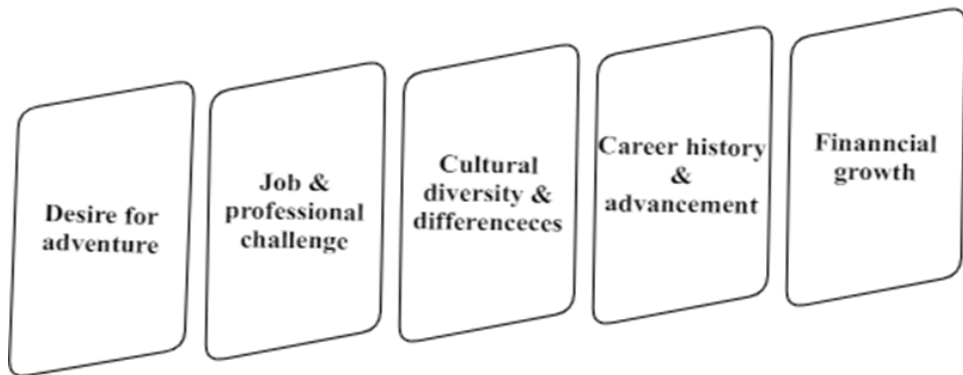 Desire for
adventure
Job &
professional
challenge
Cultural
diversity &
differenceces
Career history
&
advancement
Finanncial
growth